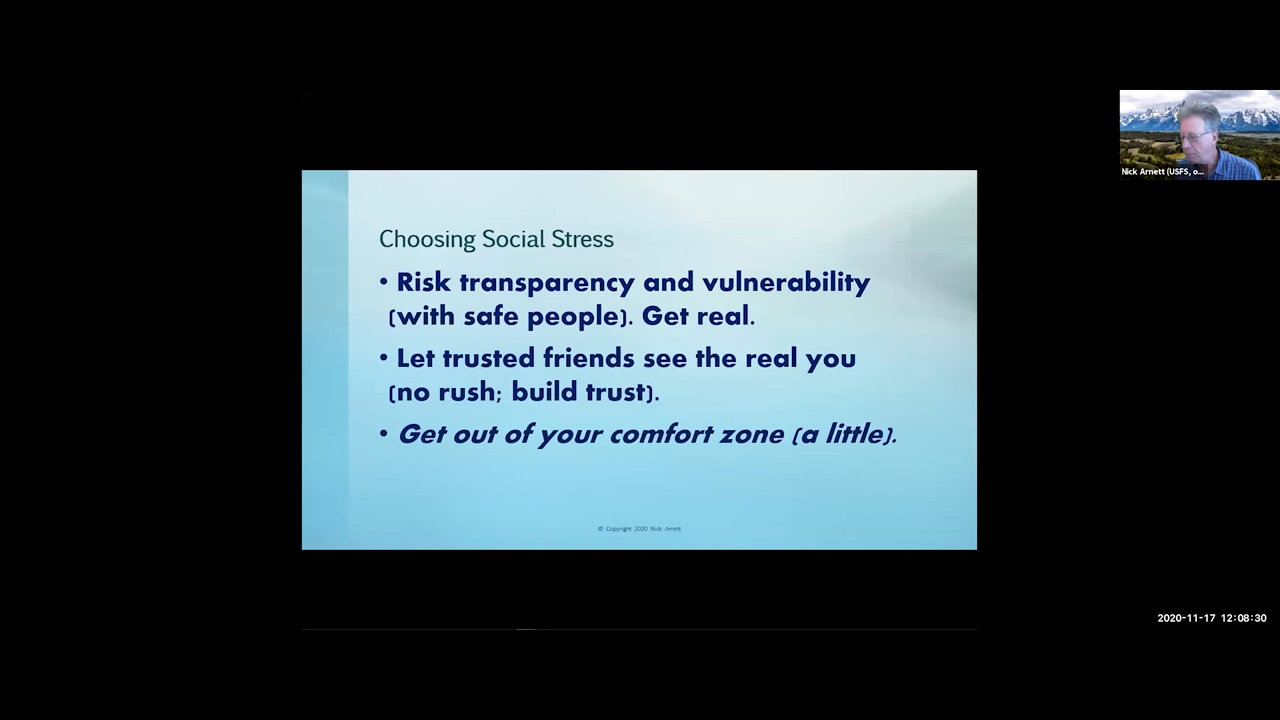 Nick Arnett (USFS, o...
Choosing Social Stress
• Risk transparency and vulnerability
(with safe people). Get real.
• Let trusted friends see the real you
(no rush; build trust).
• Get out of your comfort zone (a little).
© Copyright 2020 Nick Arnett
2020-11-17 12:08:30